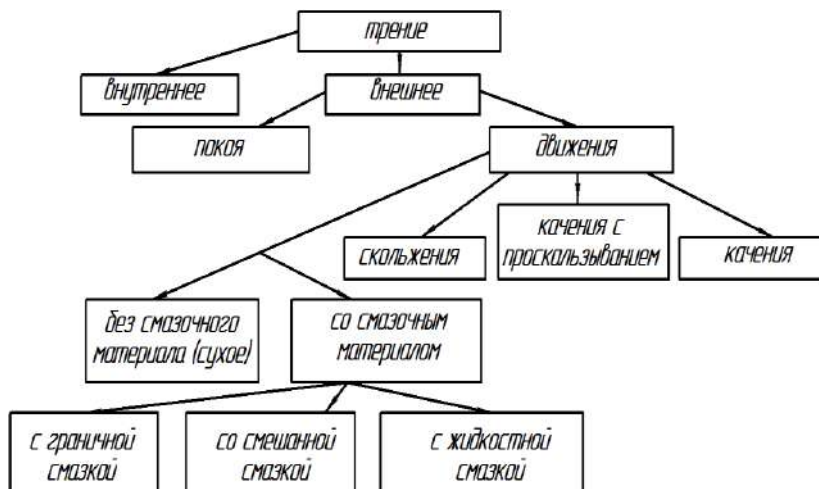 трение
внутреннее
внешнее
покоя
движения
скольжения
качения с
проскальзыванием
качения
без смазочного
материала (сухое)
со смазочным
материалом
с граничной
смазкой
со смешанной
смазкой
с жидкостной
смазкой